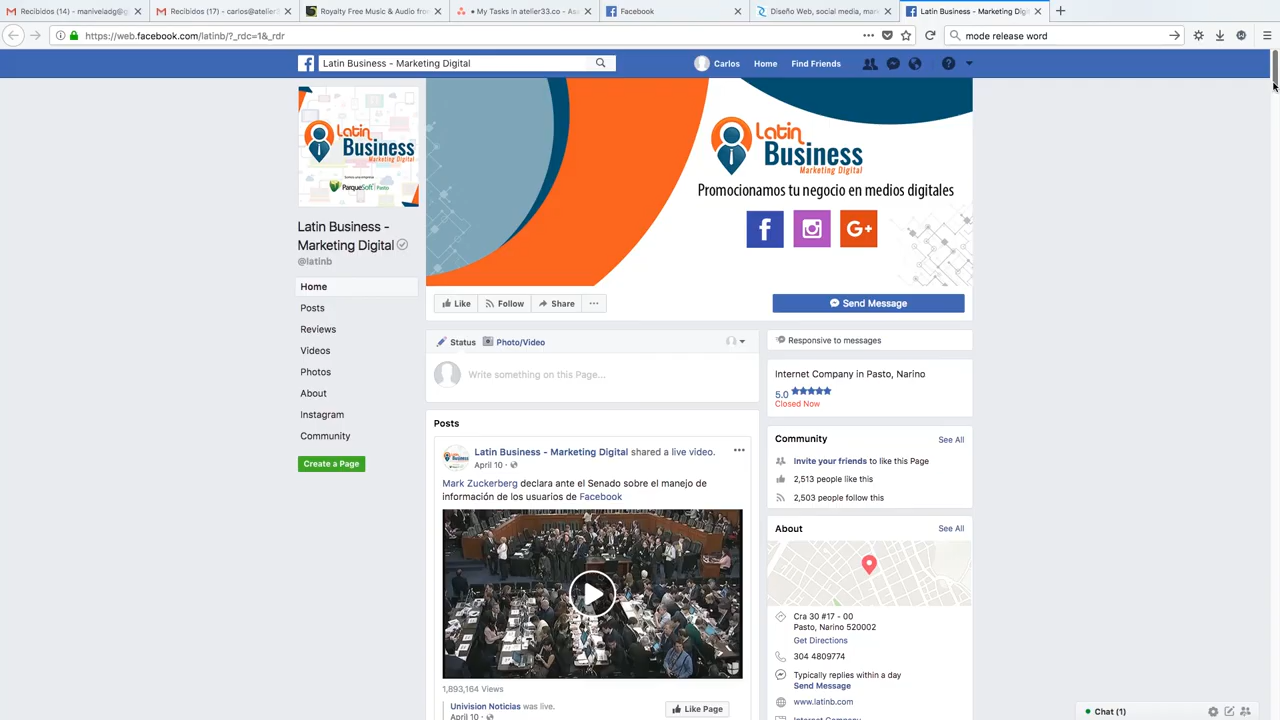 Recibidos (14) - maniveladg@g
Recibidos (17) - carlos@atelier3
Royalty Free Music & Audio fro
• My Tasks in atelier33.co - As
Facebook
Diseño Web, social media, mar
Latin Business - Marketing Digi
https://web.facebook.com/latinb/?_rdc=1&_rdr
mode release word
Latin Business - Marketing Digital
Carlos
Home
Find Friends
Latin
Business
Marketing Digital
ParqueSoft Pasto
Latin Business -
Marketing Digital
@latinb
Home
Posts
Reviews
Videos
Photos
About
Instagram
Community
Create a Page
Latin
Business
Marketing Digital
Promocionamos tu negocio en medios digitales
f
G+
Like
Follow
Share
Send Message
Status
Photo/Video
Write something on this Page...
Posts
Latin Business - Marketing Digital shared a live video.
April 10
Mark Zuckerberg declara ante el Senado sobre el manejo de
información de los usuarios de Facebook
1,893,164 Views
Univision Noticias was live.
April 10
Like Page
Responsive to messages
Internet Company in Pasto, Narino
5.0
Closed Now
Community
See All
Invite your friends to like this Page
2,513 people like this
2,503 people follow this
About
See All
Cra 30 #17 - 00
Pasto, Narino 520002
Get Directions
304 4809774
Typically replies within a day
Send Message
www.latinb.com
Internet Company
Chat (1)